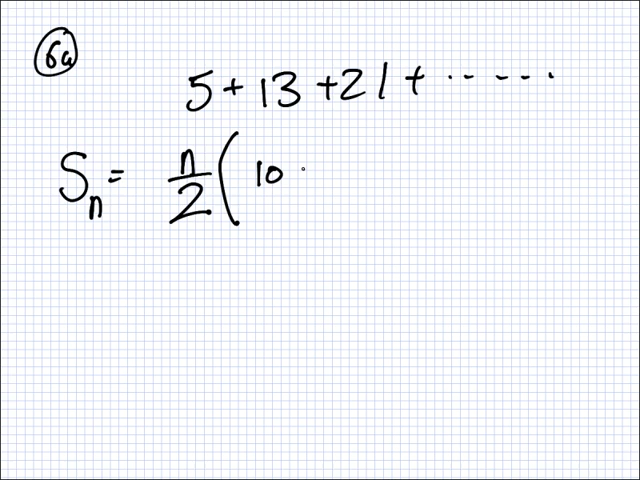 6a
5 + 13 + 21 + .......
Sn = n/2 ( 10